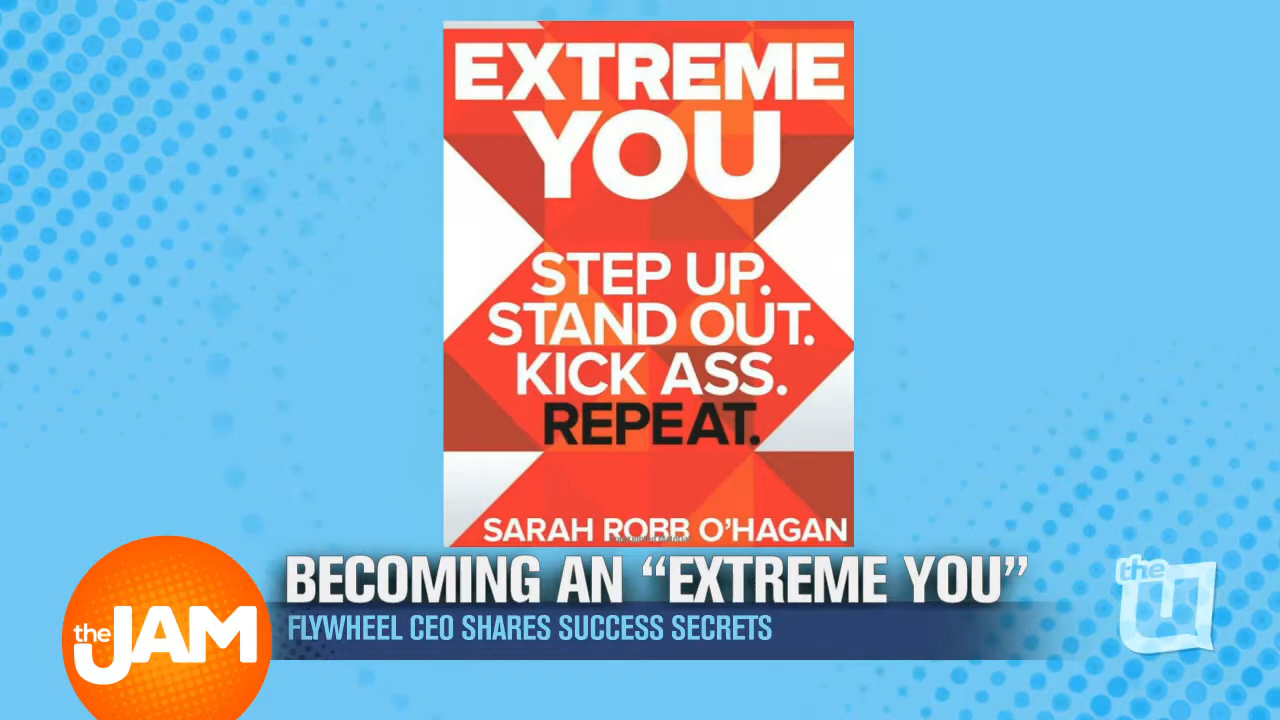 EXTREME
YOU
STEP UP.
STAND OUT.
KICK ASS.
REPEAT.
SARAH ROBB O'HAGAN
BECOMING AN “EXTREME YOU”
FLYWHEEL CEO SHARES SUCCESS SECRETS
the JAM
the U